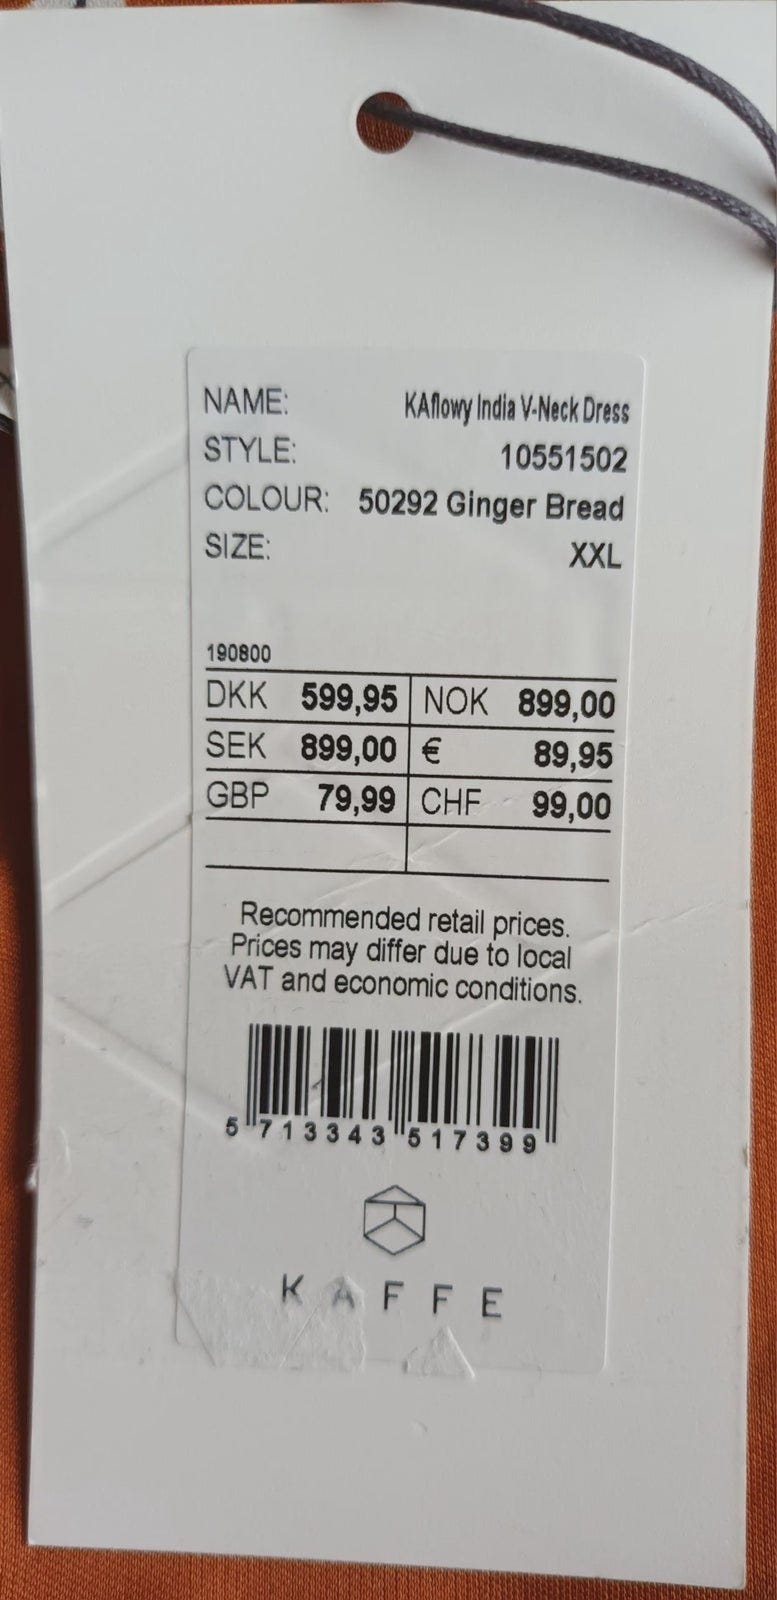 NAME: KAflowy India V-Neck Dress
STYLE: 10551502
COLOUR: 50292 Ginger Bread
SIZE: XXL
190800
DKK 599,95 NOK 899,00
SEK 899,00 € 89,95
GBP 79,99 CHF 99,00
Recommended retail prices.
Prices may differ due to local
VAT and economic conditions.
5 713343 517399
KAFFE